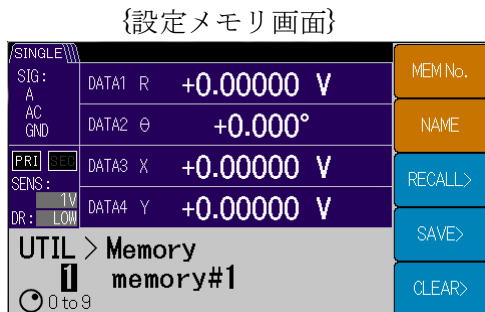 {設定メモリ画面}
SINGLE
SIG:
A
AC
GND
DATA1 R +0.00000 V
DATA2 θ +0.000°
DATA3 X +0.00000 V
DATA4 Y +0.00000 V
PRI SEC
SENS:
1V
DR: LOW
UTIL > Memory
1 memory#1
0 to 9
MEM No.
NAME
RECALL>
SAVE>
CLEAR>